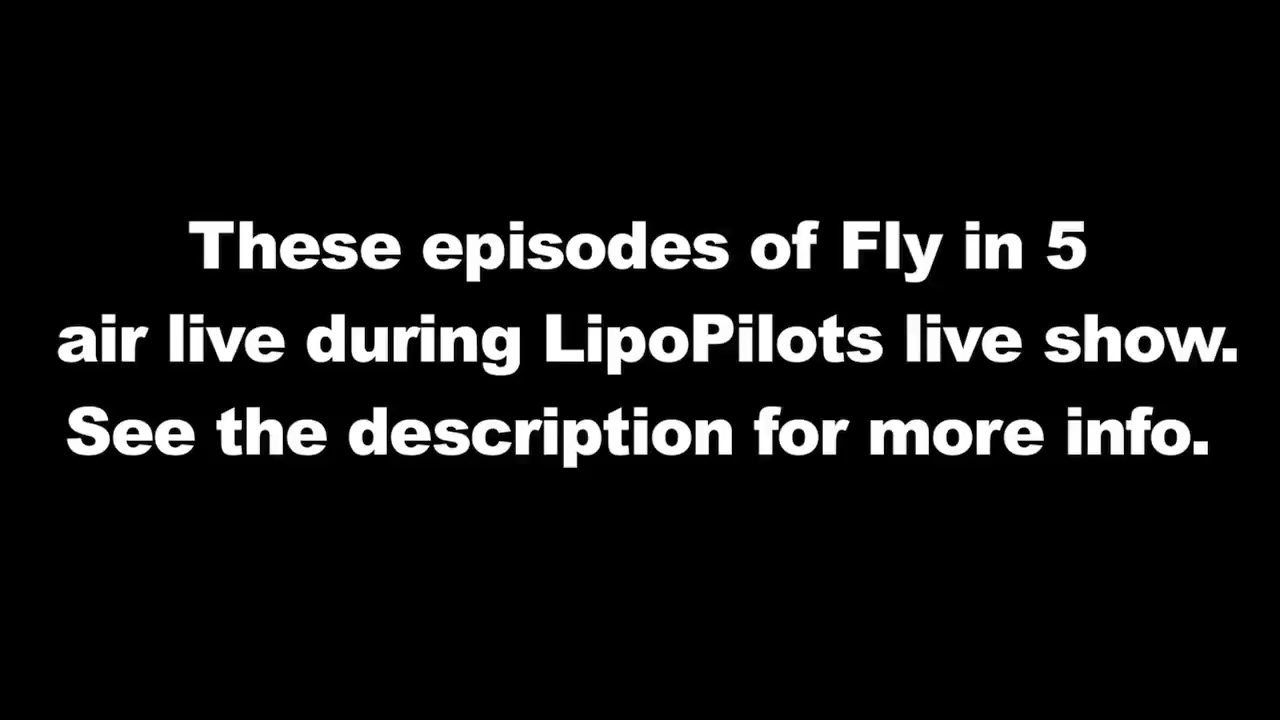 These episodes of Fly in 5
air live during LipoPilots live show.
See the description for more info.